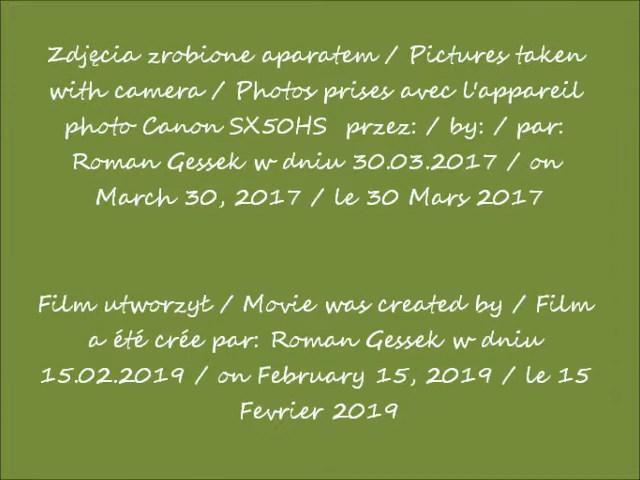 Zdjęcia zrobione aparatem / Pictures taken
with camera / Photos prises avec l'appareil
photo Canon SX50HS przez: / by: / par:
Roman Gessek w dniu 30.03.2017 / on
March 30, 2017 / le 30 Mars 2017
Film utworzył / Movie was created by / Film
a été crée par: Roman Gessek w dniu
15.02.2019 / on February 15, 2019 / le 15
Fevrier 2019